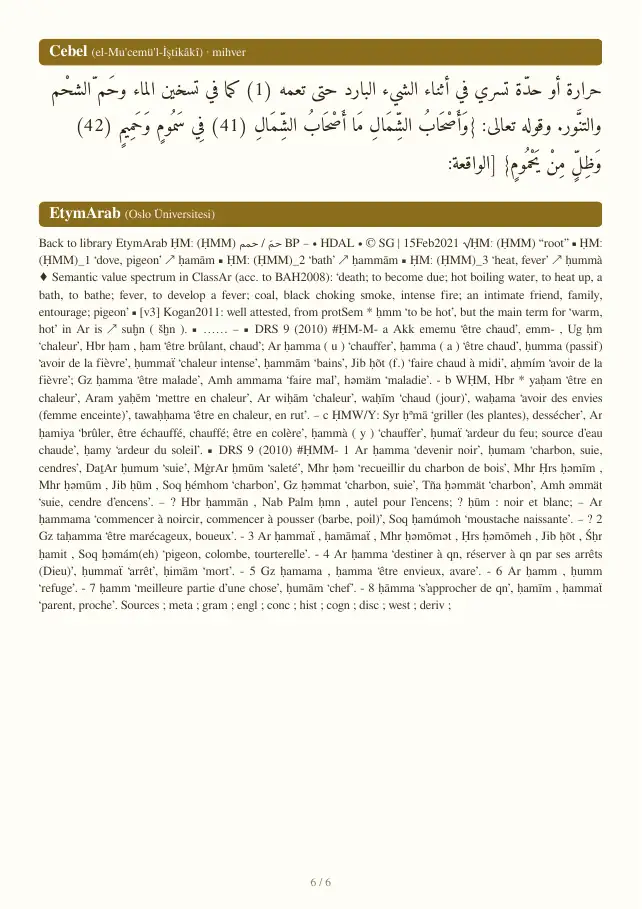 Cebel (el-Mu'cemü'l-İştikâkî) · mihver
حرارة أو حدّة تسري في أثناء الشيء البارد حتى تعمه (1) كما في تسخين الماء وحَم ّ الشحْم
والتنَّور. وقوله تعالى: {وَأَصْحَابُ الشِّمَالِ مَا أَصْحَابُ الشِّمَالِ (41) فِي سَمُومٍ وَحَمِيمٍ (42)
وَظِلٍّ مِنْ يَحْمُومٍ} [الواقعة:
EtymArab (Oslo Üniversitesi)
Back to library EtymArab ḤM: (ḤMM) حمّ / حمم BP – • HDAL • © SG | 15Feb2021 √ḤM: (ḤMM) “root” ▪ ḤM:
(ḤMM)_1 ‘dove, pigeon’ ↗ ḥamām ▪ ḤM: (ḤMM)_2 ‘bath’ ↗ ḥammām ▪ ḤM: (ḤMM)_3 ‘heat, fever’ ↗ ḥummà
♦ Semantic value spectrum in ClassAr (acc. to BAH2008): ‘death; to become due; hot boiling water, to heat up, a
bath, to bathe; fever, to develop a fever; coal, black choking smoke, intense fire; an intimate friend, family,
entourage; pigeon’ ▪ [v3] Kogan2011: well attested, from protSem * ḥmm ‘to be hot’, but the main term for ‘warm,
hot’ in Ar is ↗ suḫn ( šḫn ). ▪ …… – ▪ DRS 9 (2010) #ḤM-M- a Akk ememu ‘être chaud’, emm- , Ug ḥm
‘chaleur’, Hbr ḥam , ḥam ‘être brûlant, chaud’; Ar ḥamma ( u ) ‘chauffer’, ḥamma ( a ) ‘être chaud’, ḥumma (passif)
‘avoir de la fièvre’, ḥummaẗ ‘chaleur intense’, ḥammām ‘bains’, Jib ḥōt (f.) ‘faire chaud à midi’, aḥmím ‘avoir de la
fièvre’; Gz ḥamma ‘être malade’, Amh ammama ‘faire mal’, həmäm ‘maladie’. - b WḤM, Hbr * yaḥam ‘être en
chaleur’, Aram yaḥēm ‘mettre en chaleur’, Ar wiḥām ‘chaleur’, waḥīm ‘chaud (jour)’, waḥama ‘avoir des envies
(femme enceinte)’, tawaḥḥama ‘être en chaleur, en rut’. – c ḤMW/Y: Syr ḥᵊmā ‘griller (les plantes), dessécher’, Ar
ḥamiya ‘brûler, être échauffé, chauffé; être en colère’, ḥammà ( y ) ‘chauffer’, ḥumaẗ ‘ardeur du feu; source d’eau
chaude’, ḥamy ‘ardeur du soleil’. ▪ DRS 9 (2010) #ḤMM- 1 Ar ḥamma ‘devenir noir’, ḥumam ‘charbon, suie,
cendres’, DaṯAr ḥumum ‘suie’, MġrAr ḥmūm ‘saleté’, Mhr ḥəm ‘recueillir du charbon de bois’, Mhr Ḥrs ḥəmīm ,
Mhr ḥəmūm , Jib ḥūm , Soq ḥémhom ‘charbon’, Gz ḥəmmat ‘charbon, suie’, Tña ḥəmmät ‘charbon’, Amh əmmät
‘suie, cendre d’encens’. – ? Hbr ḥammān , Nab Palm ḥmn , autel pour l’encens; ? ḥūm : noir et blanc; – Ar
ḥammama ‘commencer à noircir, commencer à pousser (barbe, poil)’, Soq ḥamúmoh ‘moustache naissante’. – ? 2
Gz taḥamma ‘être marécageux, boueux’. - 3 Ar ḥammaẗ , ḥamāmaẗ , Mhr ḥəmōmət , Ḥrs ḥəmōmeh , Jib ḥōt , Śḥr
ḥamit , Soq ḥəmám(eh) ‘pigeon, colombe, tourterelle’. - 4 Ar ḥamma ‘destiner à qn, réserver à qn par ses arrêts
(Dieu)’, ḥummaẗ ‘arrêt’, ḥimām ‘mort’. - 5 Gz ḥamama , ḥamma ‘être envieux, avare’. - 6 Ar ḥamm , ḥumm
‘refuge’. - 7 ḥamm ‘meilleure partie d’une chose’, ḥumām ‘chef’. - 8 ḥāmma ‘s’approcher de qn’, ḥamīm , ḥammaẗ
‘parent, proche’. Sources ; meta ; gram ; engl ; conc ; hist ; cogn ; disc ; west ; deriv ;
6 / 6